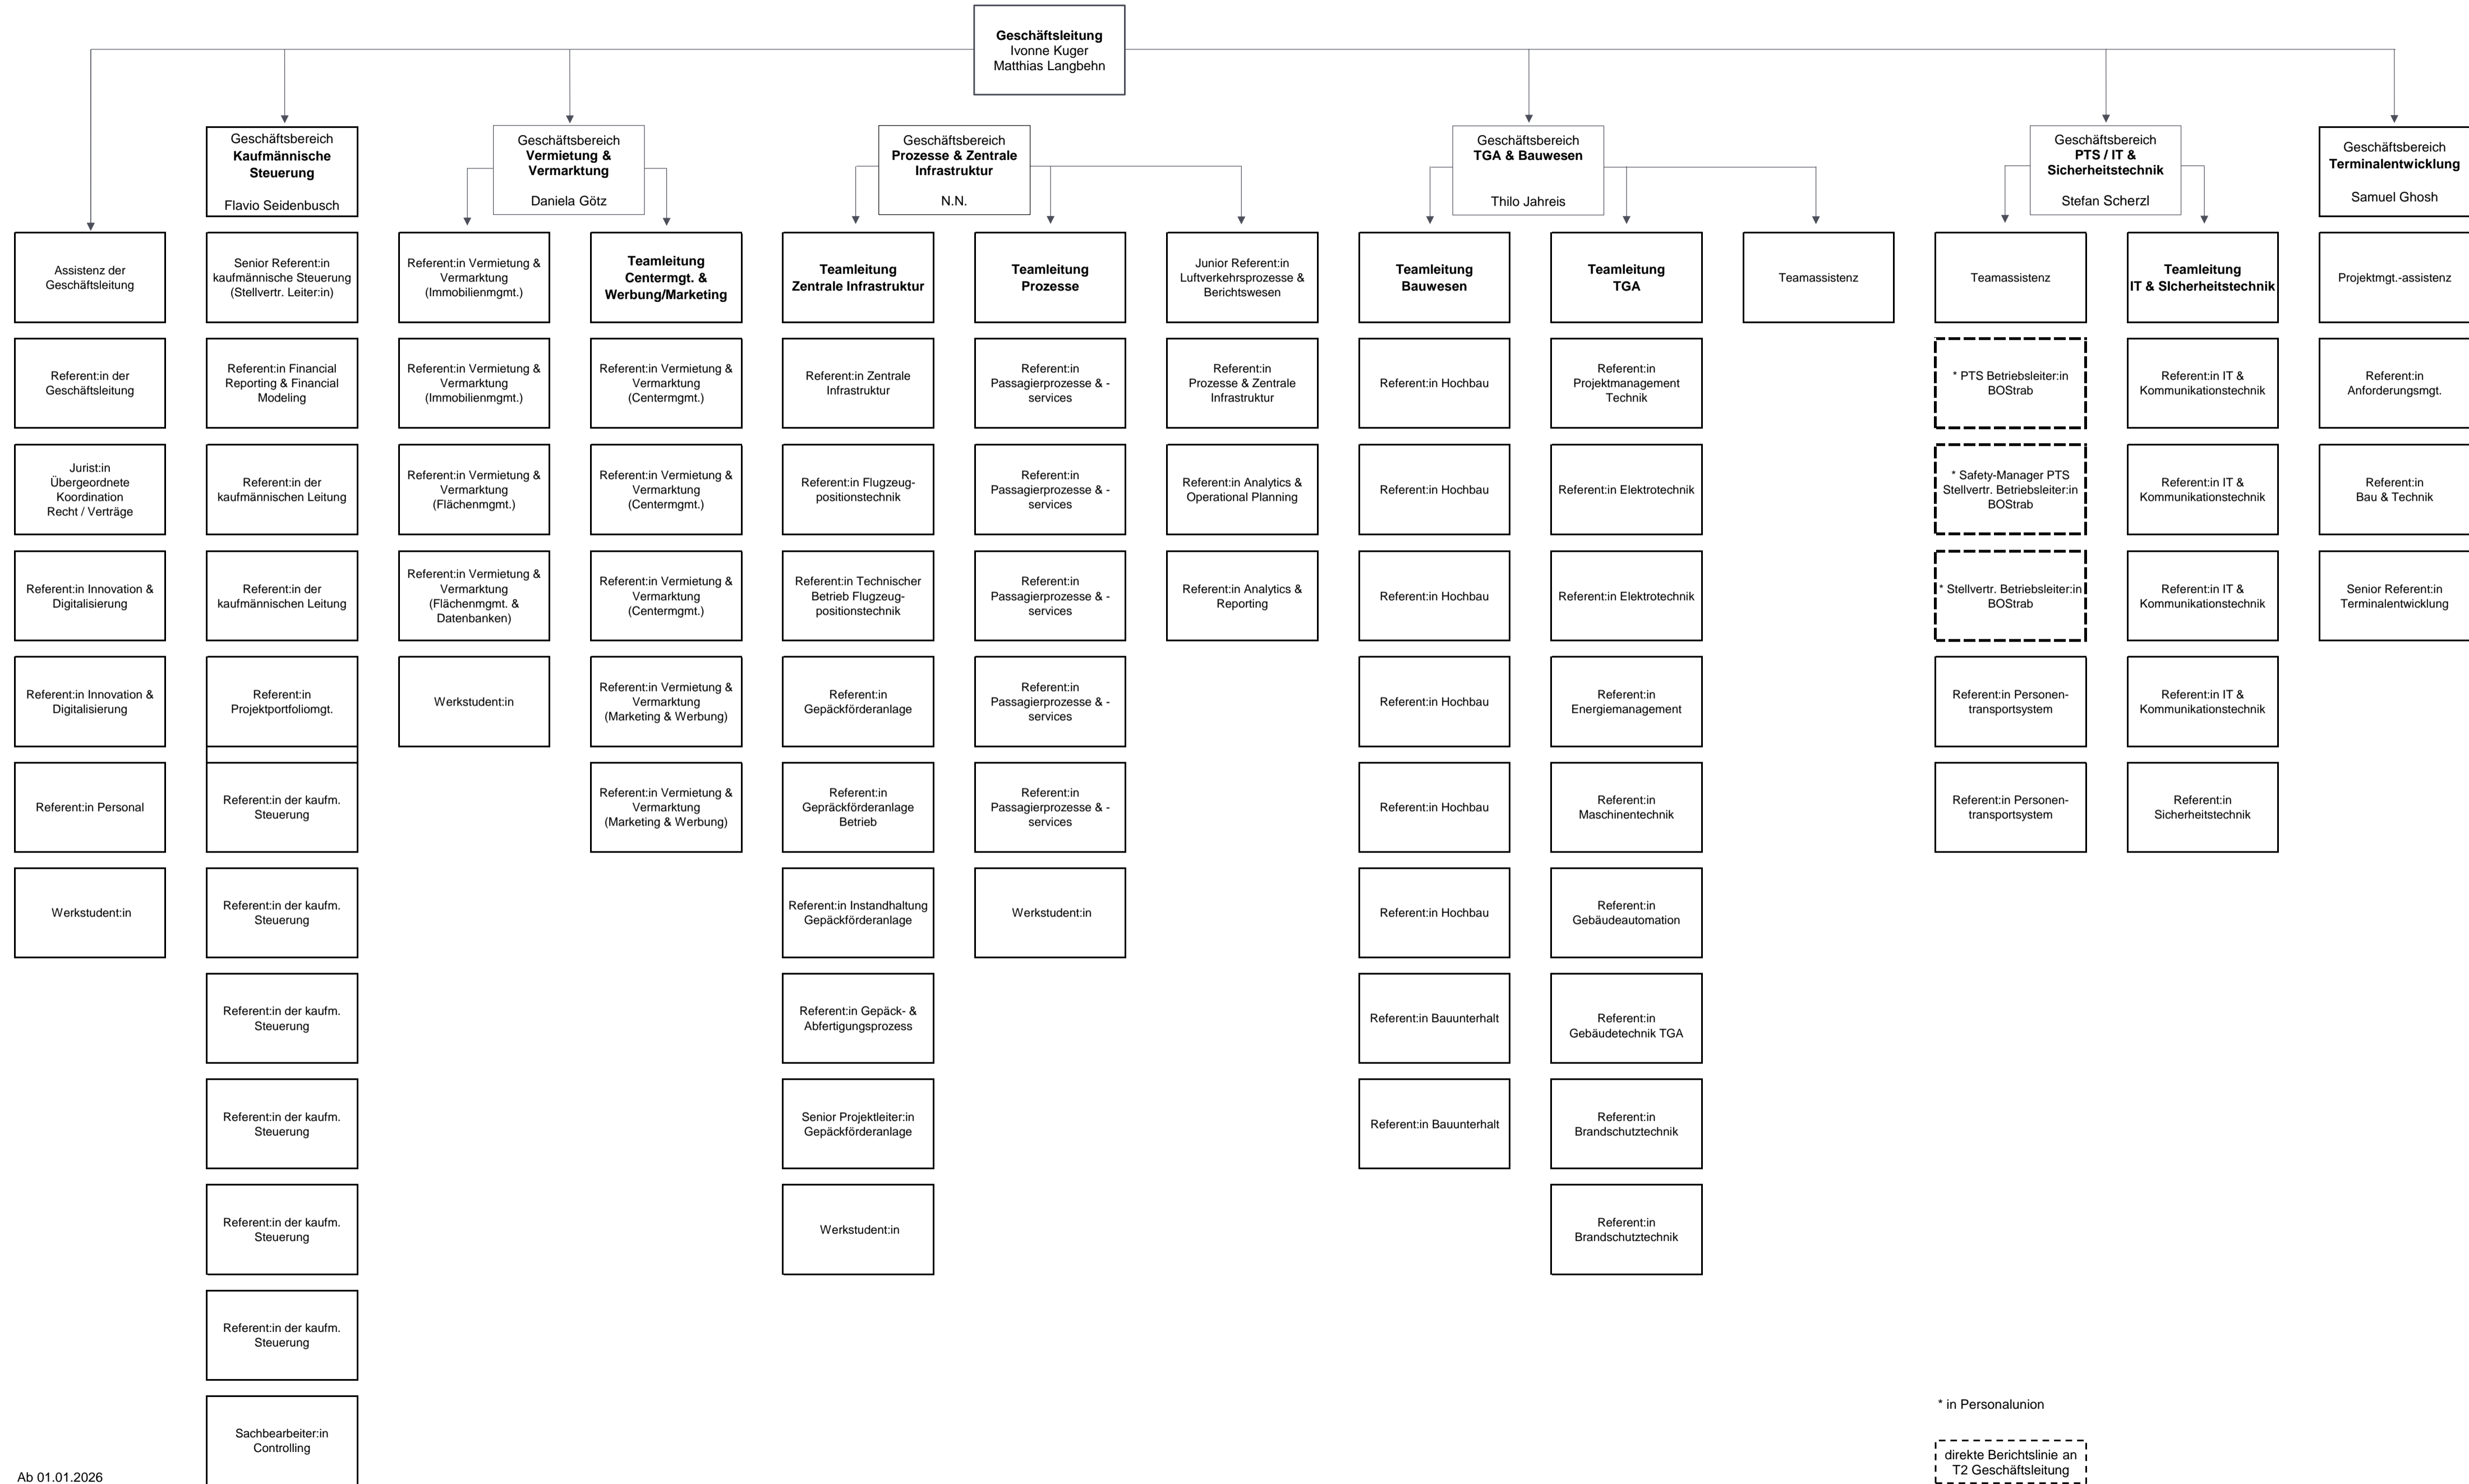 Geschäftsleitung
Ivonne Kuger
Matthias Langbehn
Geschäftsbereich
Kaufmännische
Steuerung
Flavio Seidenbusch
Geschäftsbereich
Vermietung &
Vermarktung
Daniela Götz
Geschäftsbereich
Prozesse & Zentrale
Infrastruktur
N.N.
Geschäftsbereich
TGA & Bauwesen
Thilo Jahreis
Geschäftsbereich
PTS / IT &
Sicherheitstechnik
Stefan Scherzl
Geschäftsbereich
Terminalentwicklung
Samuel Ghosh
Assistenz der
Geschäftsleitung
Referent:in der
Geschäftsleitung
Jurist:in
Übergeordnete
Koordination
Recht / Verträge
Referent:in Innovation &
Digitalisierung
Referent:in Innovation &
Digitalisierung
Referent:in Personal
Werkstudent:in
Senior Referent:in
kaufmännische Steuerung
(Stellvertr. Leiter:in)
Referent:in Financial
Reporting & Financial
Modeling
Referent:in der
kaufmännischen Leitung
Referent:in der
kaufmännischen Leitung
Referent:in
Projektportfoliomgt.
Referent:in der kaufm.
Steuerung
Referent:in der kaufm.
Steuerung
Referent:in der kaufm.
Steuerung
Referent:in der kaufm.
Steuerung
Referent:in der kaufm.
Steuerung
Referent:in der kaufm.
Steuerung
Sachbearbeiter:in
Controlling
Referent:in Vermietung &
Vermarktung
(Immobilienmgmt.)
Referent:in Vermietung &
Vermarktung
(Immobilienmgmt.)
Referent:in Vermietung &
Vermarktung
(Flächenmgmt.)
Referent:in Vermietung &
Vermarktung
(Flächenmgmt. &
Datenbanken)
Werkstudent:in
Teamleitung
Centermgt. &
Werbung/Marketing
Referent:in Vermietung &
Vermarktung
(Centermgmt.)
Referent:in Vermietung &
Vermarktung
(Centermgmt.)
Referent:in Vermietung &
Vermarktung
(Centermgmt.)
Referent:in Vermietung &
Vermarktung
(Marketing & Werbung)
Referent:in Vermietung &
Vermarktung
(Marketing & Werbung)
Teamleitung
Zentrale Infrastruktur
Referent:in Zentrale
Infrastruktur
Referent:in Flugzeug-
positionstechnik
Referent:in Technischer
Betrieb Flugzeug-
positionstechnik
Referent:in
Gepäckförderanlage
Referent:in
Gepräckförderanlage
Betrieb
Referent:in Instandhaltung
Gepäckförderanlage
Referent:in Gepäck- &
Abfertigungsprozess
Senior Projektleiter:in
Gepäckförderanlage
Werkstudent:in
Teamleitung
Prozesse
Referent:in
Passagierprozesse & -
services
Referent:in
Passagierprozesse & -
services
Referent:in
Passagierprozesse & -
services
Referent:in
Passagierprozesse & -
services
Referent:in
Passagierprozesse & -
services
Werkstudent:in
Junior Referent:in
Luftverkehrsprozesse &
Berichtswesen
Referent:in
Prozesse & Zentrale
Infrastruktur
Referent:in Analytics &
Operational Planning
Referent:in Analytics &
Reporting
Teamleitung
Bauwesen
Referent:in Hochbau
Referent:in Hochbau
Referent:in Hochbau
Referent:in Hochbau
Referent:in Hochbau
Referent:in Hochbau
Referent:in Bauunterhalt
Referent:in Bauunterhalt
Teamleitung
TGA
Referent:in
Projektmanagement
Technik
Referent:in Elektrotechnik
Referent:in Elektrotechnik
Referent:in
Energiemanagement
Referent:in
Maschinentechnik
Referent:in
Gebäudeautomation
Referent:in
Gebäudetechnik TGA
Referent:in
Brandschutztechnik
Referent:in
Brandschutztechnik
Teamassistenz
Teamassistenz
* PTS Betriebsleiter:in
BOStrab
* Safety-Manager PTS
Stellvertr. Betriebsleiter:in
BOStrab
* Stellvertr. Betriebsleiter:in
BOStrab
Referent:in Personen-
transportsystem
Referent:in Personen-
transportsystem
Teamleitung
IT & SIcherheitstechnik
Referent:in IT &
Kommunikationstechnik
Referent:in IT &
Kommunikationstechnik
Referent:in IT &
Kommunikationstechnik
Referent:in IT &
Kommunikationstechnik
Referent:in
Sicherheitstechnik
Projektmgt.-assistenz
Referent:in
Anforderungsmgt.
Referent:in
Bau & Technik
Senior Referent:in
Terminalentwicklung
* in Personalunion
direkte Berichtslinie an
T2 Geschäftsleitung
Ab 01.01.2026